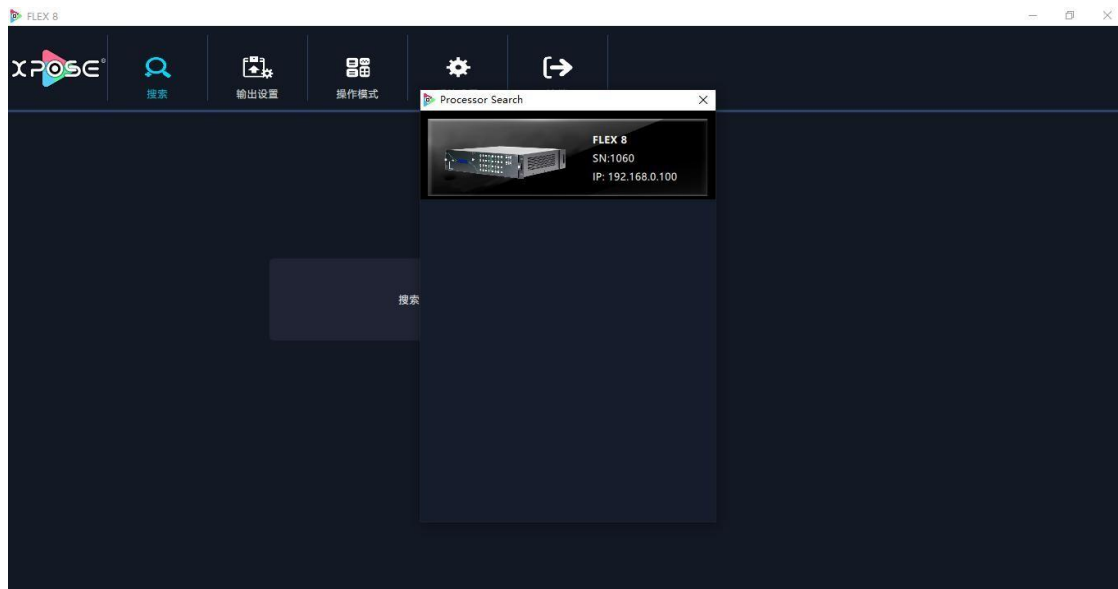 FLEX 8
XPOSE®
搜索
输出设置
操作模式
Processor Search
FLEX 8
SN:1060
IP: 192.168.0.100
搜索